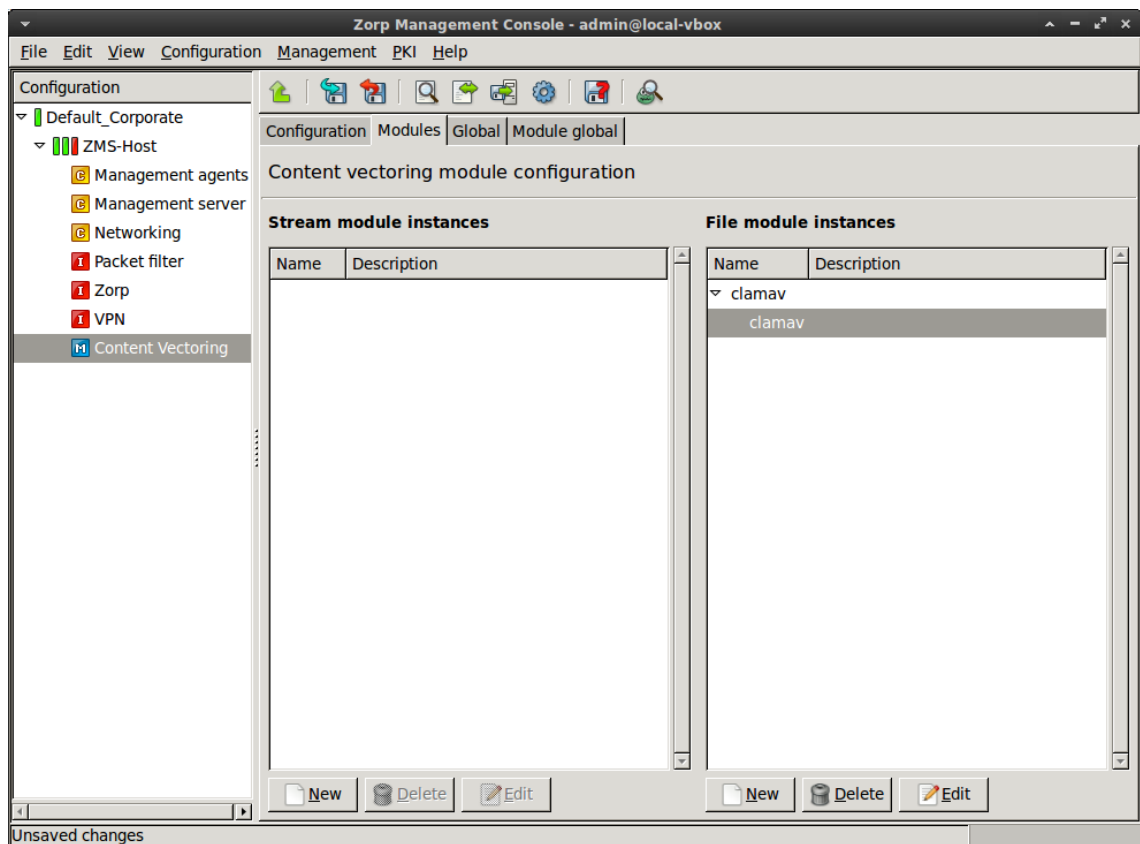 Zorp Management Console - admin@local-vbox
File Edit View Configuration Management PKI Help
Configuration
Default_Corporate
ZMS-Host
C Management agents
C Management server
C Networking
I Packet filter
I Zorp
I VPN
M Content Vectoring
Configuration Modules Global Module global
Content vectoring module configuration
Stream module instances
Name Description
New Delete Edit
File module instances
Name Description
clamav
clamav
New Delete Edit
Unsaved changes